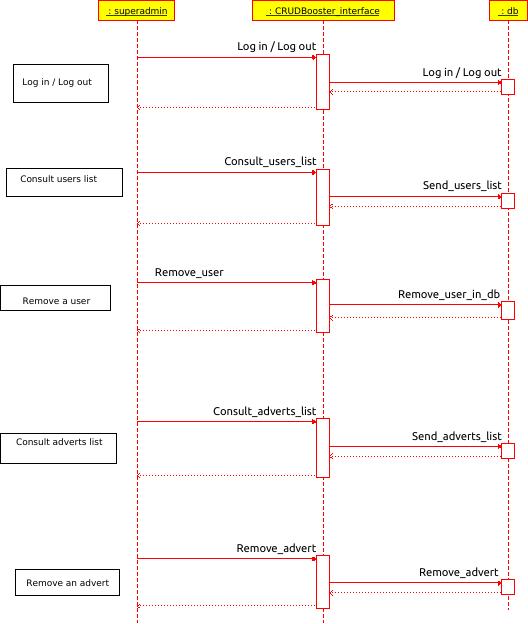 : superadmin
: CRUDBooster_interface
: db
Log in / Log out
Log in / Log out
Log in / Log out
Consult_users_list
Consult users list
Send_users_list
Remove_user
Remove a user
Remove_user_in_db
Consult_adverts_list
Consult adverts list
Send_adverts_list
Remove_advert
Remove_advert
Remove an advert